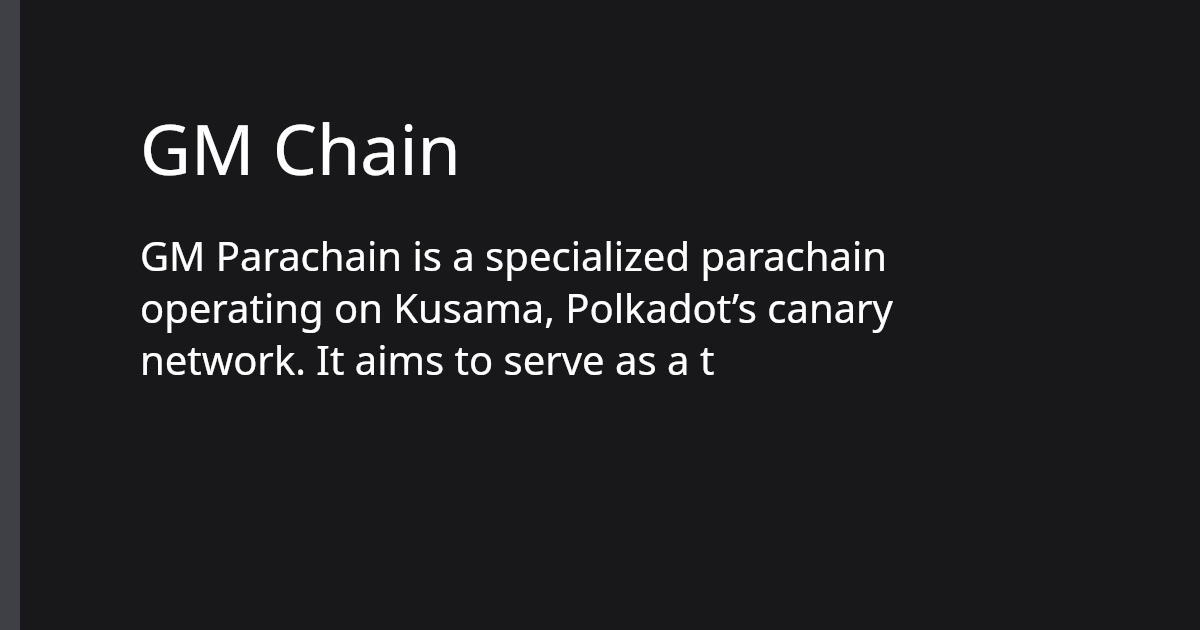 GM Chain
GM Parachain is a specialized parachain
operating on Kusama, Polkadot’s canary
network. It aims to serve as a t